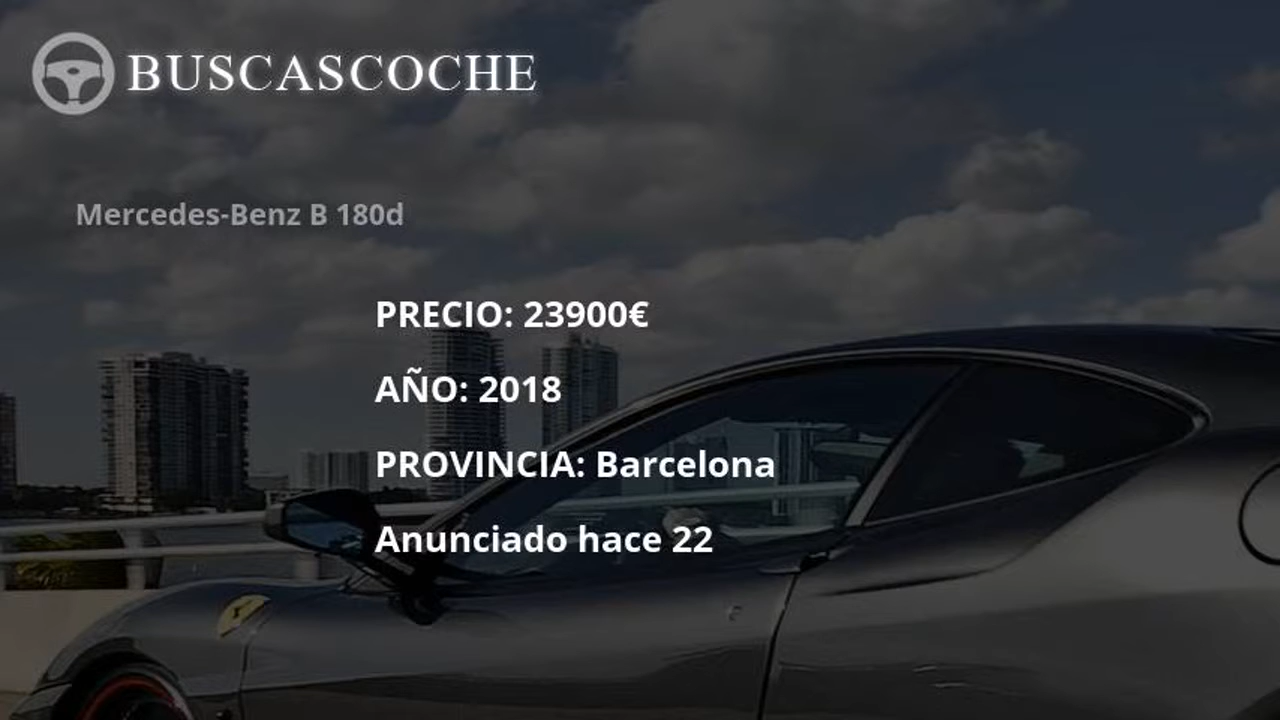 BUSCASCOCHE
Mercedes-Benz B 180d
PRECIO: 23900€
AÑO: 2018
PROVINCIA: Barcelona
Anunciado hace 22